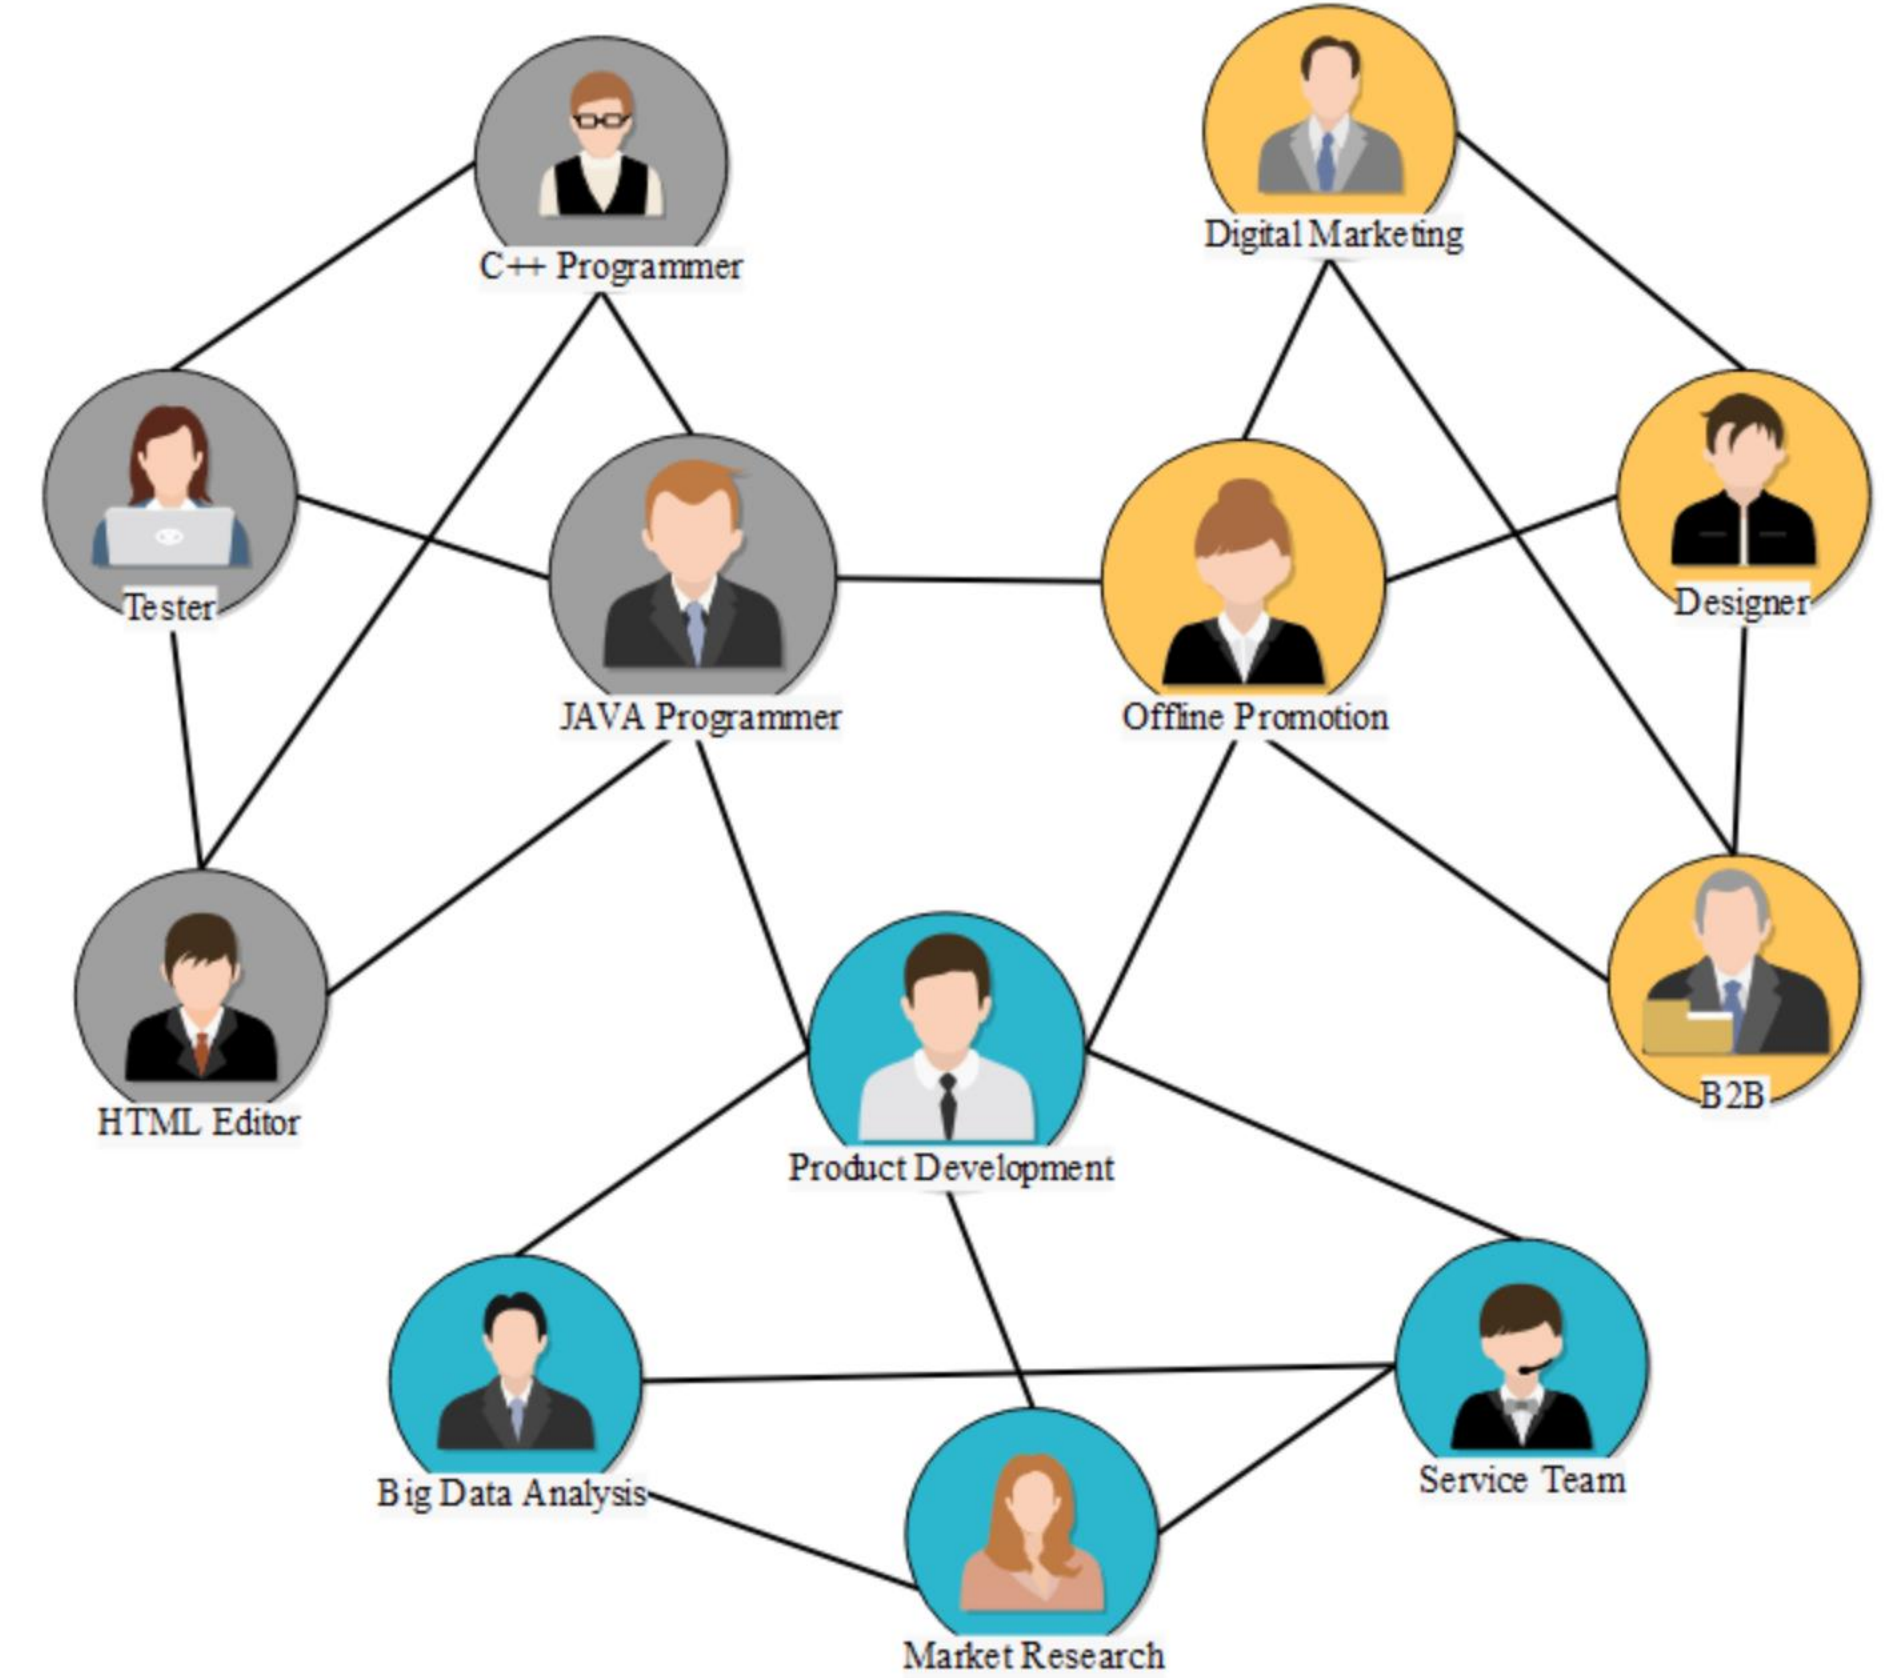 C++ Programmer
Digital Marketing
Tester
Designer
JAVA Programmer
Offline Promotion
HTML Editor
B2B
Product Development
Big Data Analysis
Service Team
Market Research